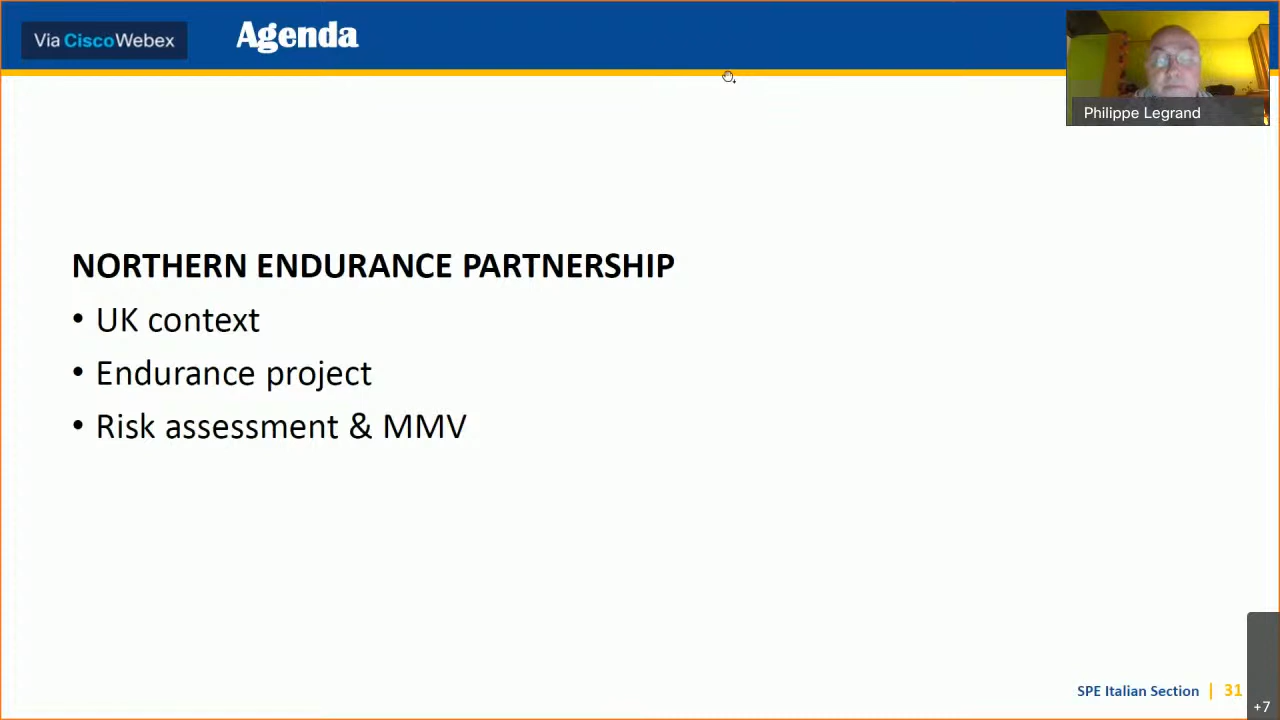 Via CiscoWebex
Agenda
Philippe Legrand
NORTHERN ENDURANCE PARTNERSHIP
• UK context
• Endurance project
• Risk assessment & MMV
SPE Italian Section | 31
+7